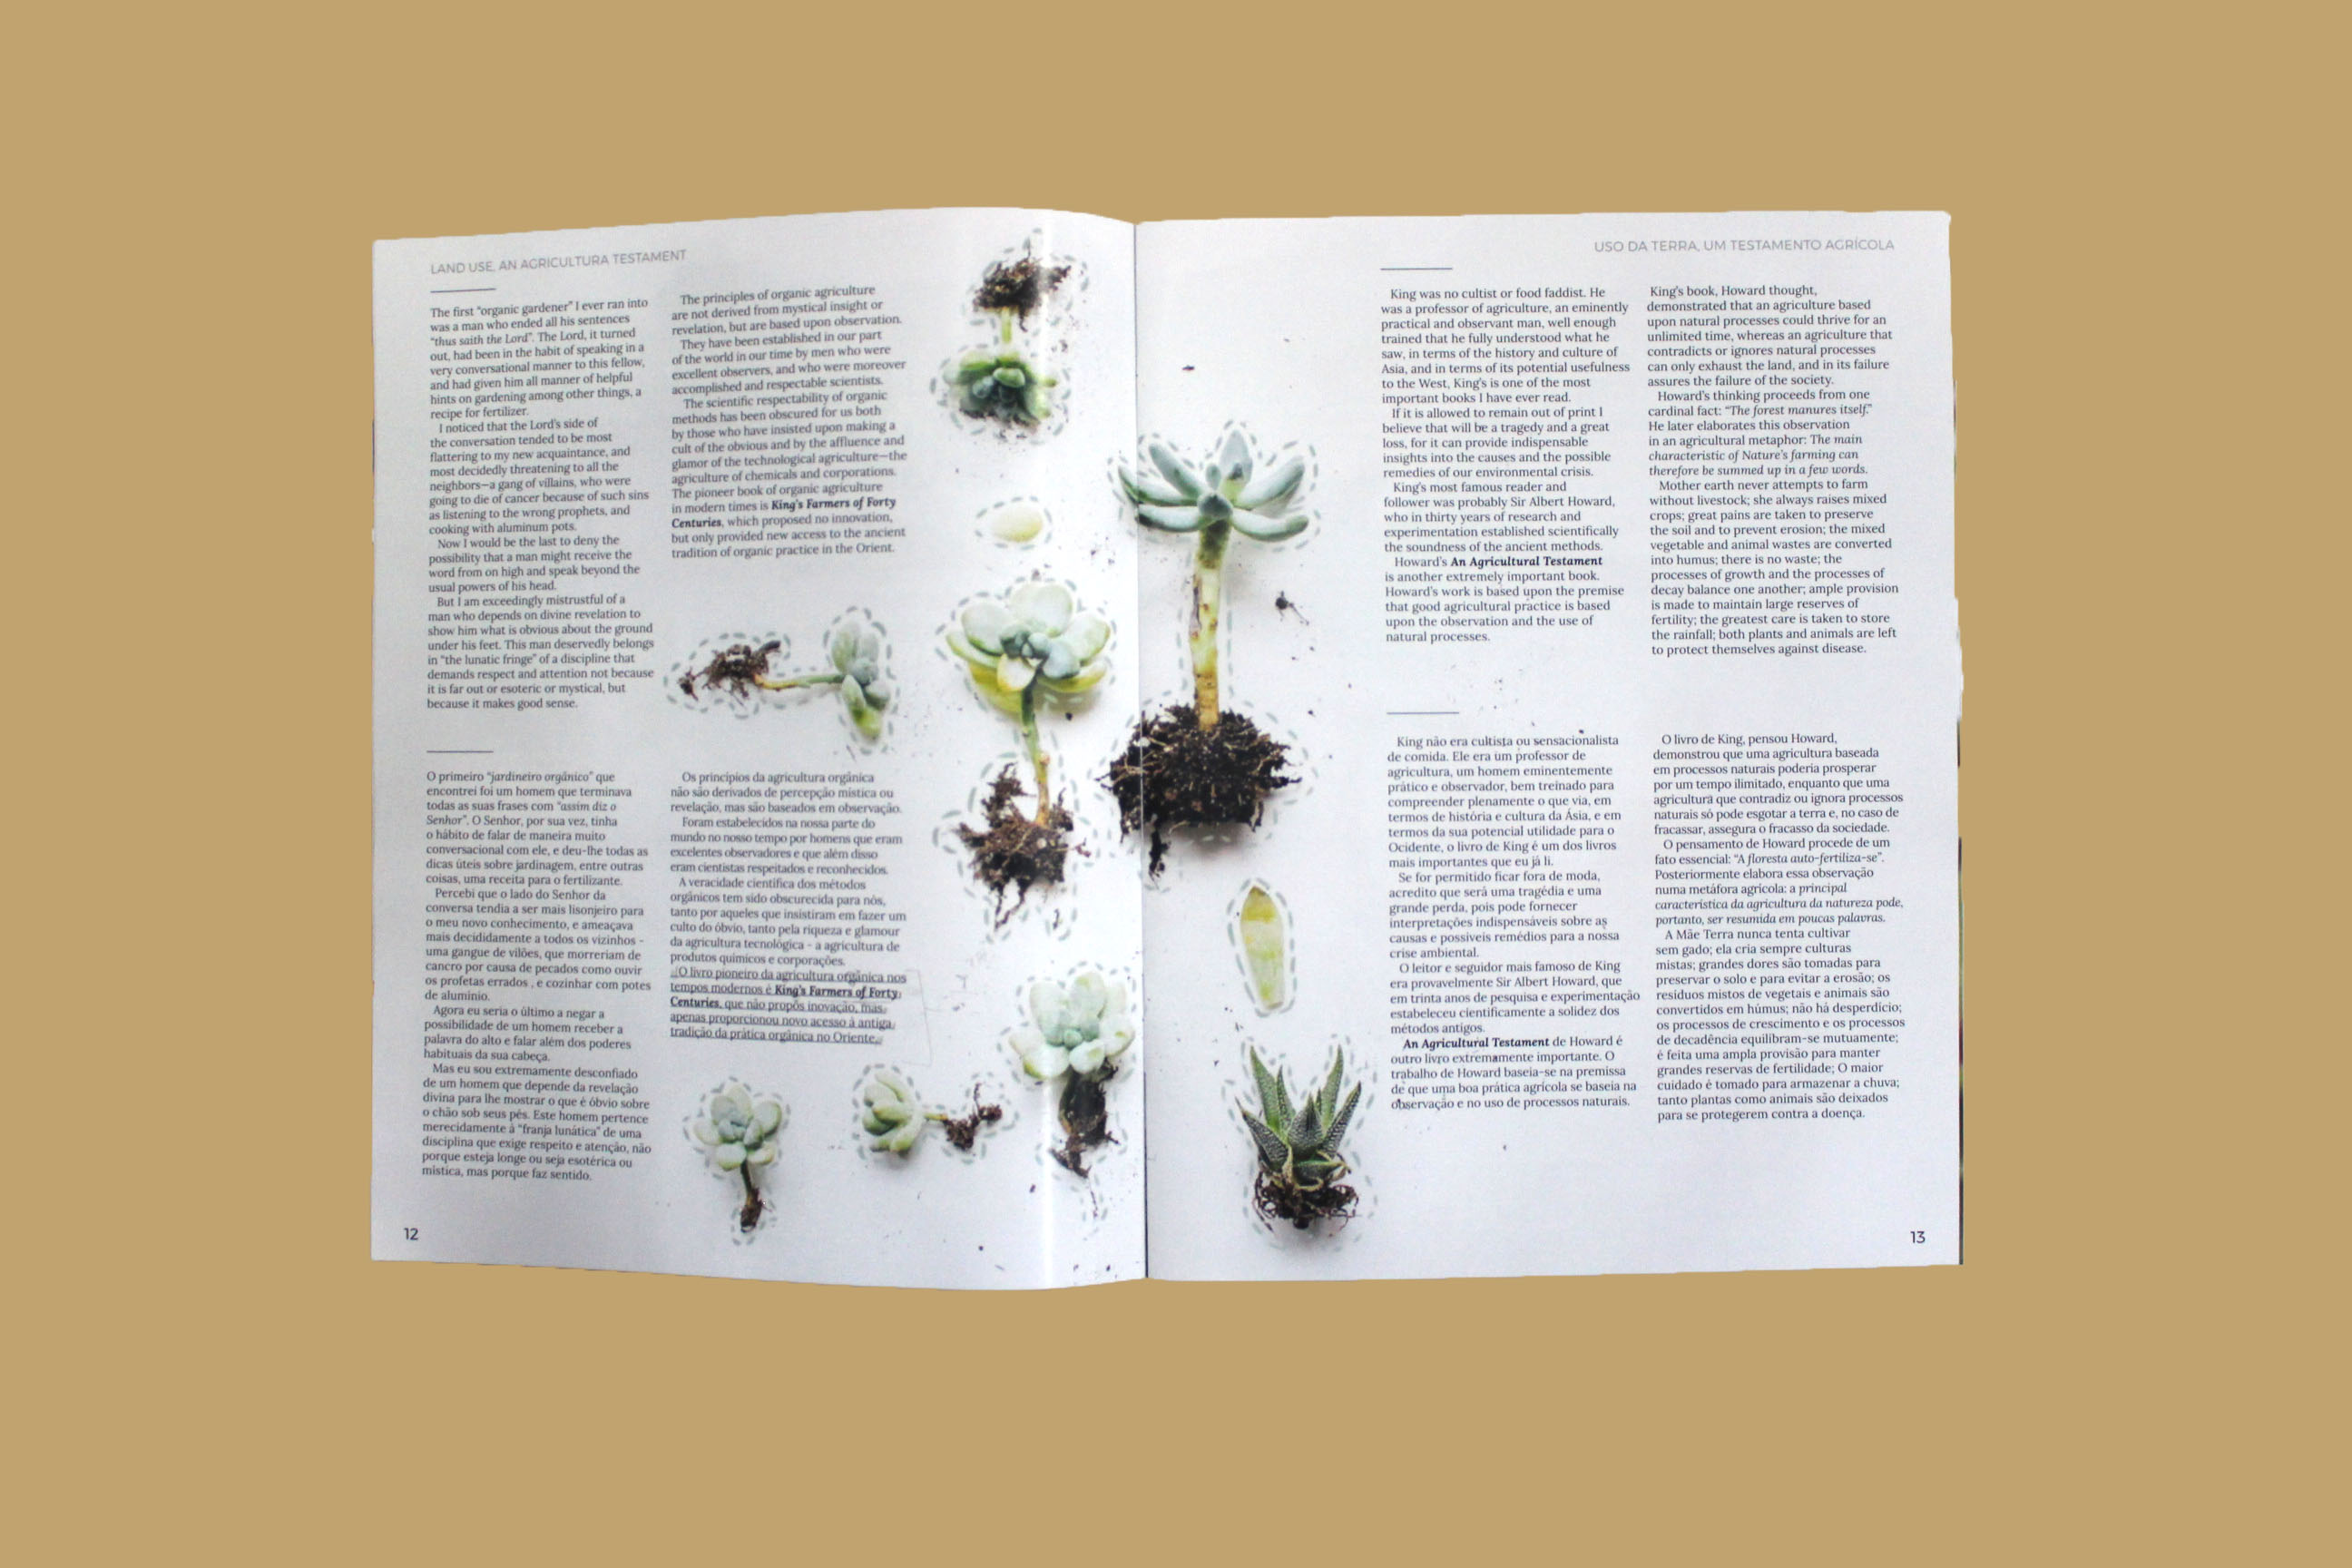 LAND USE, AN AGRICULTURA TESTAMENT
The first “organic gardener” I ever ran into
was a man who ended all his sentences
“thus saith the Lord”. The Lord, it turned
out, had been in the habit of speaking in a
very conversational manner to this fellow,
and had given him all manner of helpful
hints on gardening among other things, a
recipe for fertilizer.
I noticed that the Lord's side of
the conversation tended to be most
flattering to my new acquaintance, and
most decidedly threatening to all the
neighbors—a gang of villains, who were
going to die of cancer because of such sins
as listening to the wrong prophets, and
cooking with aluminum pots.
Now I would be the last to deny the
possibility that a man might receive the
word from on high and speak beyond the
usual powers of his head.
But I am exceedingly mistrustful of a
man who depends on divine revelation to
show him what is obvious about the ground
under his feet. This man deservedly belongs
in “the lunatic fringe” of a discipline that
demands respect and attention not because
it is far out or esoteric or mystical, but
because it makes good sense.
The principles of organic agriculture
are not derived from mystical insight or
revelation, but are based upon observation.
They have been established in our part
of the world in our time by men who were
excellent observers, and who were moreover
accomplished and respectable scientists.
The scientific respectability of organic
methods has been obscured for us both
by those who have insisted upon making a
cult of the obvious and by the affluence and
glamor of the technological agriculture—the
agriculture of chemicals and corporations.
The pioneer book of organic agriculture
in modern times is King's Farmers of Forty
Centuries, which proposed no innovation,
but only provided new access to the ancient
tradition of organic practice in the Orient.
O primeiro “jardineiro orgânico” que
encontrei foi um homem que terminava
todas as suas frases com “assim diz o
Senhor”. O Senhor, por sua vez, tinha
o hábito de falar de maneira muito
conversacional com ele, e deu-lhe todas as
dicas úteis sobre jardinagem, entre outras
coisas, uma receita para o fertilizante.
Percebi que o lado do Senhor da
conversa tendia a ser mais lisonjeiro para
o meu novo conhecimento, e ameaçava
mais decididamente a todos os vizinhos -
uma gangue de vilões, que morreriam de
cancro por causa de pecados como ouvir
os profetas errados , e cozinhar com potes
de alumínio.
Agora eu seria o último a negar a
possibilidade de um homem receber a
palavra do alto e falar além dos poderes
habituais da sua cabeça.
Mas eu sou extremamente desconfiado
de um homem que depende da revelação
divina para lhe mostrar o que é óbvio sobre
o chão sob seus pés. Este homem pertence
merecidamente à “franja lunática” de uma
disciplina que exige respeito e atenção, não
porque esteja longe ou seja esotérica ou
mística, mas porque faz sentido.
Os princípios da agricultura orgânica
não são derivados de percepção mística ou
revelação, mas são baseados em observação.
Foram estabelecidos na nossa parte do
mundo no nosso tempo por homens que eram
excelentes observadores e que além disso
eram cientistas respeitados e reconhecidos.
A veracidade científica dos métodos
orgânicos tem sido obscurecida para nós,
tanto por aqueles que insistiram em fazer um
culto do óbvio, tanto pela riqueza e glamour
da agricultura tecnológica - a agricultura de
produtos químicos e corporações.
O livro pioneiro da agricultura orgânica nos
tempos modernos é King's Farmers of Forty
Centuries, que não propôs inovação, mas
apenas proporcionou novo acesso à antiga
tradição da prática orgânica no Oriente.
12
USO DA TERRA, UM TESTAMENTO AGRÍCOLA
King was no cultist or food faddist. He
was a professor of agriculture, an eminently
practical and observant man, well enough
trained that he fully understood what he
saw, in terms of the history and culture of
Asia, and in terms of its potential usefulness
to the West, King's is one of the most
important books I have ever read.
If it is allowed to remain out of print I
believe that will be a tragedy and a great
loss, for it can provide indispensable
insights into the causes and the possible
remedies of our environmental crisis.
King's most famous reader and
follower was probably Sir Albert Howard,
who in thirty years of research and
experimentation established scientifically
the soundness of the ancient methods.
Howard's An Agricultural Testament
is another extremely important book.
Howard's work is based upon the premise
that good agricultural practice is based
upon the observation and the use of
natural processes.
King's book, Howard thought,
demonstrated that an agriculture based
upon natural processes could thrive for an
unlimited time, whereas an agriculture that
contradicts or ignores natural processes
can only exhaust the land, and in its failure
assures the failure of the society.
Howard's thinking proceeds from one
cardinal fact: “The forest manures itself.”
He later elaborates this observation
in an agricultural metaphor: The main
characteristic of Nature's farming can
therefore be summed up in a few words.
Mother earth never attempts to farm
without livestock; she always raises mixed
crops; great pains are taken to preserve
the soil and to prevent erosion; the mixed
vegetable and animal wastes are converted
into humus; there is no waste; the
processes of growth and the processes of
decay balance one another; ample provision
is made to maintain large reserves of
fertility; the greatest care is taken to store
the rainfall; both plants and animals are left
to protect themselves against disease.
King não era cultista ou sensacionalista
de comida. Ele era um professor de
agricultura, um homem eminentemente
prático e observador, bem treinado para
compreender plenamente o que via, em
termos de história e cultura da Ásia, e em
termos da sua potencial utilidade para o
Ocidente, o livro de King é um dos livros
mais importantes que eu já li.
Se for permitido ficar fora de moda,
acredito que será uma tragédia e uma
grande perda, pois pode fornecer
interpretações indispensáveis sobre as
causas e possíveis remédios para a nossa
crise ambiental.
O leitor e seguidor mais famoso de King
era provavelmente Sir Albert Howard, que
em trinta anos de pesquisa e experimentação
estabeleceu cientificamente a solidez dos
métodos antigos.
An Agricultural Testament de Howard é
outro livro extremamente importante. O
trabalho de Howard baseia-se na premissa
de que uma boa prática agrícola se baseia na
observação e no uso de processos naturais.
O livro de King, pensou Howard,
demonstrou que uma agricultura baseada
em processos naturais poderia prosperar
por um tempo ilimitado, enquanto que uma
agricultura que contradiz ou ignora processos
naturais só pode esgotar a terra e, no caso de
fracassar, assegura o fracasso da sociedade.
O pensamento de Howard procede de um
fato essencial: “A floresta auto-fertiliza-se”.
Posteriormente elabora essa observação
numa metáfora agrícola: a principal
característica da agricultura da natureza pode,
portanto, ser resumida em poucas palavras.
A Mãe Terra nunca tenta cultivar
sem gado; ela cria sempre culturas
mistas; grandes dores são tomadas para
preservar o solo e para evitar a erosão; os
resíduos mistos de vegetais e animais são
convertidos em húmus; não há desperdício;
os processos de crescimento e os processos
de decadência equilibram-se mutuamente;
é feita uma ampla provisão para manter
grandes reservas de fertilidade; O maior
cuidado é tomado para armazenar a chuva;
tanto plantas como animais são deixados
para se protegerem contra a doença.
13